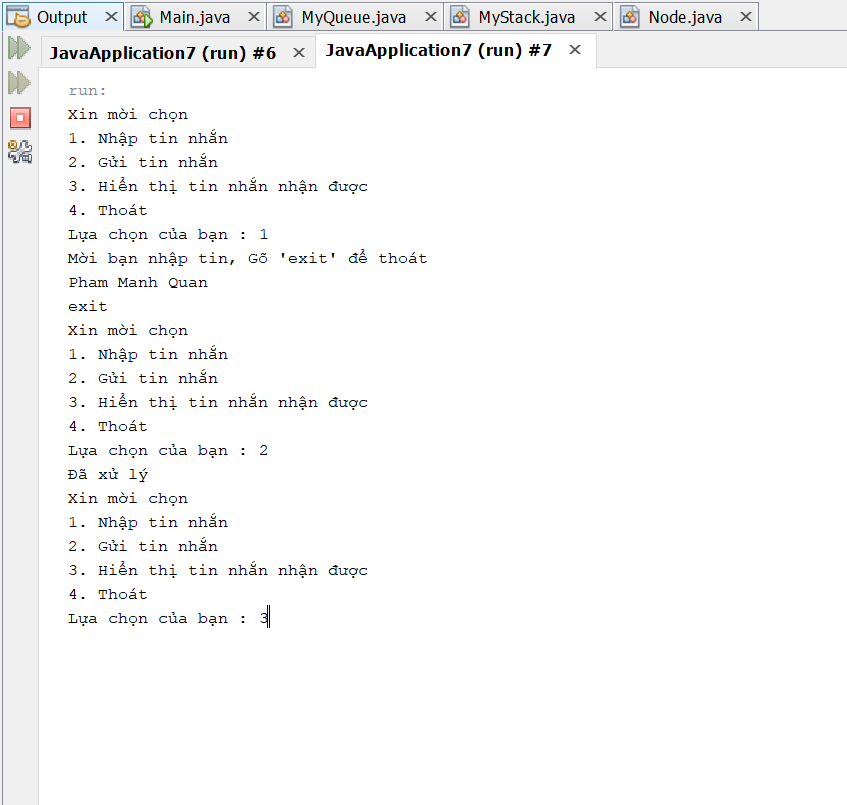 Output Main.java MyQueue.java MyStack.java Node.java
JavaApplication7 (run) #6 JavaApplication7 (run) #7
run:
Xin mời chọn
1. Nhập tin nhắn
2. Gửi tin nhắn
3. Hiển thị tin nhắn nhận được
4. Thoát
Lựa chọn của bạn : 1
Mời bạn nhập tin, Gõ 'exit' để thoát
Pham Manh Quan
exit
Xin mời chọn
1. Nhập tin nhắn
2. Gửi tin nhắn
3. Hiển thị tin nhắn nhận được
4. Thoát
Lựa chọn của bạn : 2
Đã xử lý
Xin mời chọn
1. Nhập tin nhắn
2. Gửi tin nhắn
3. Hiển thị tin nhắn nhận được
4. Thoát
Lựa chọn của bạn : 3